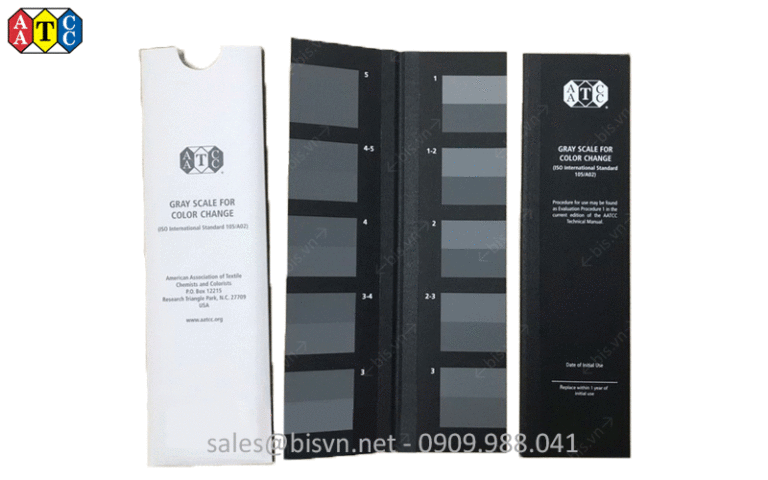 A
A
T
C
C
A
A
T
C
C
GRAY SCALE FOR
COLOR CHANGE
(ISO International Standard 105/A02)
American Association of Textile
Chemists and Colorists
P.O. Box 12215
Research Triangle Park, N.C. 27709
USA
www.aatcc.org
5
4-5
4
3-4
3
1
1-2
2
2-3
3
A
A
T
C
C
GRAY SCALE FOR
COLOR CHANGE
(ISO International Standard
105/A02)
Procedure for use may be found
as Evaluation Procedure 1 in the
current edition of the AATCC
Technical Manual.
Date of Initial Use
Replace within 1 year of
initial use
<-bis.vn->
sales@bisvn.net - 0909.988.041